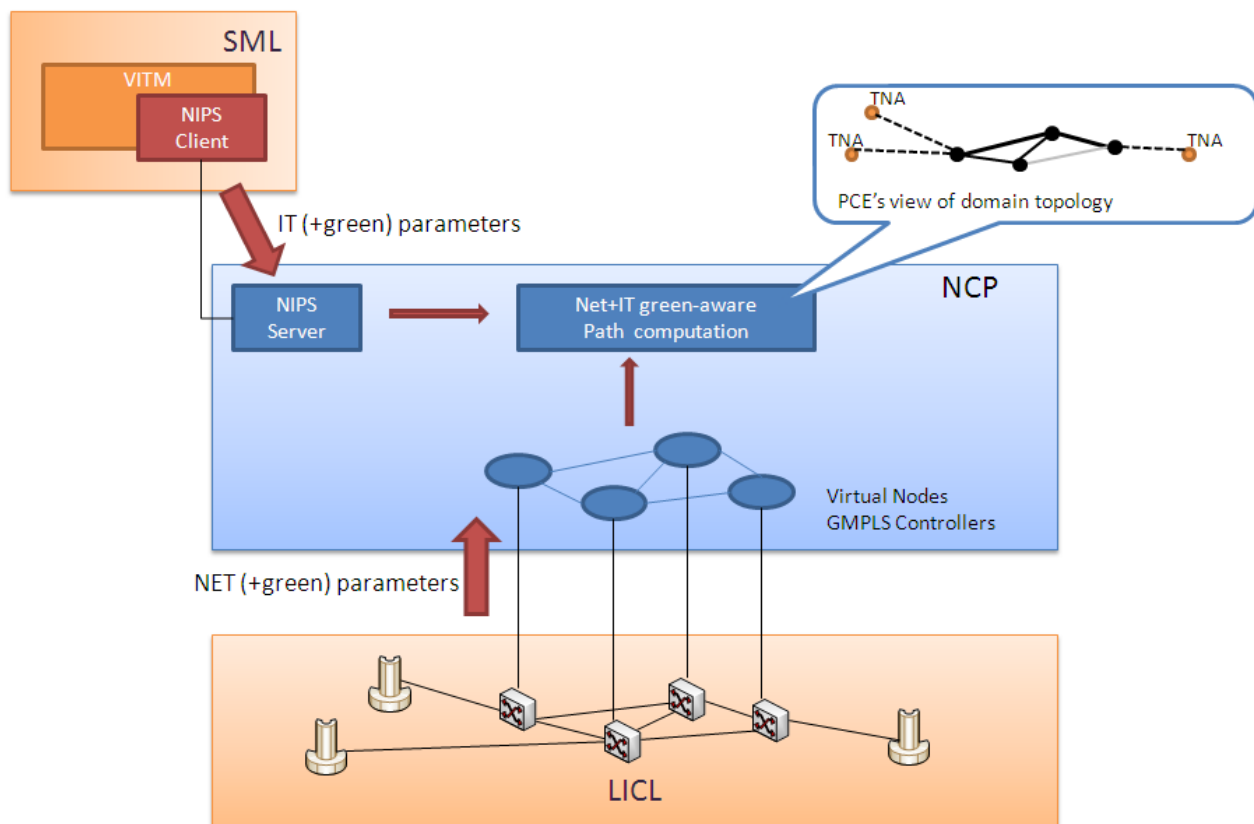 SML
VITM
NIPS
Client
TNA
TNA
TNA
PCE's view of domain topology
IT (+green) parameters
NCP
NIPS
Server
Net+IT green-aware
Path computation
Virtual Nodes
GMPLS Controllers
NET (+green) parameters
LICL